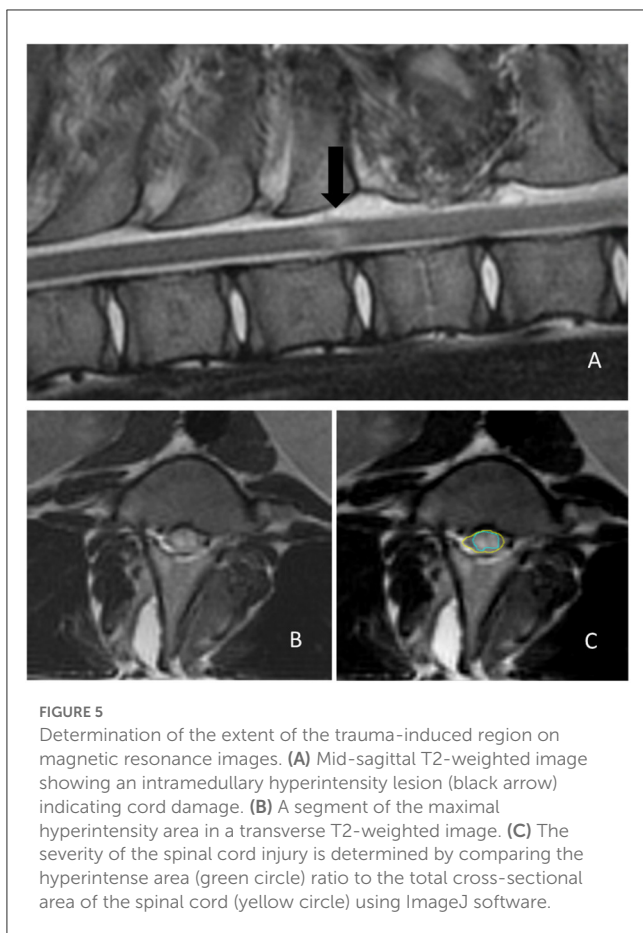 A
B
C
FIGURE 5
Determination of the extent of the trauma-induced region on
magnetic resonance images. (A) Mid-sagittal T2-weighted image
showing an intramedullary hyperintensity lesion (black arrow)
indicating cord damage. (B) A segment of the maximal
hyperintensity area in a transverse T2-weighted image. (C) The
severity of the spinal cord injury is determined by comparing the
hyperintense area (green circle) ratio to the total cross-sectional
area of the spinal cord (yellow circle) using ImageJ software.